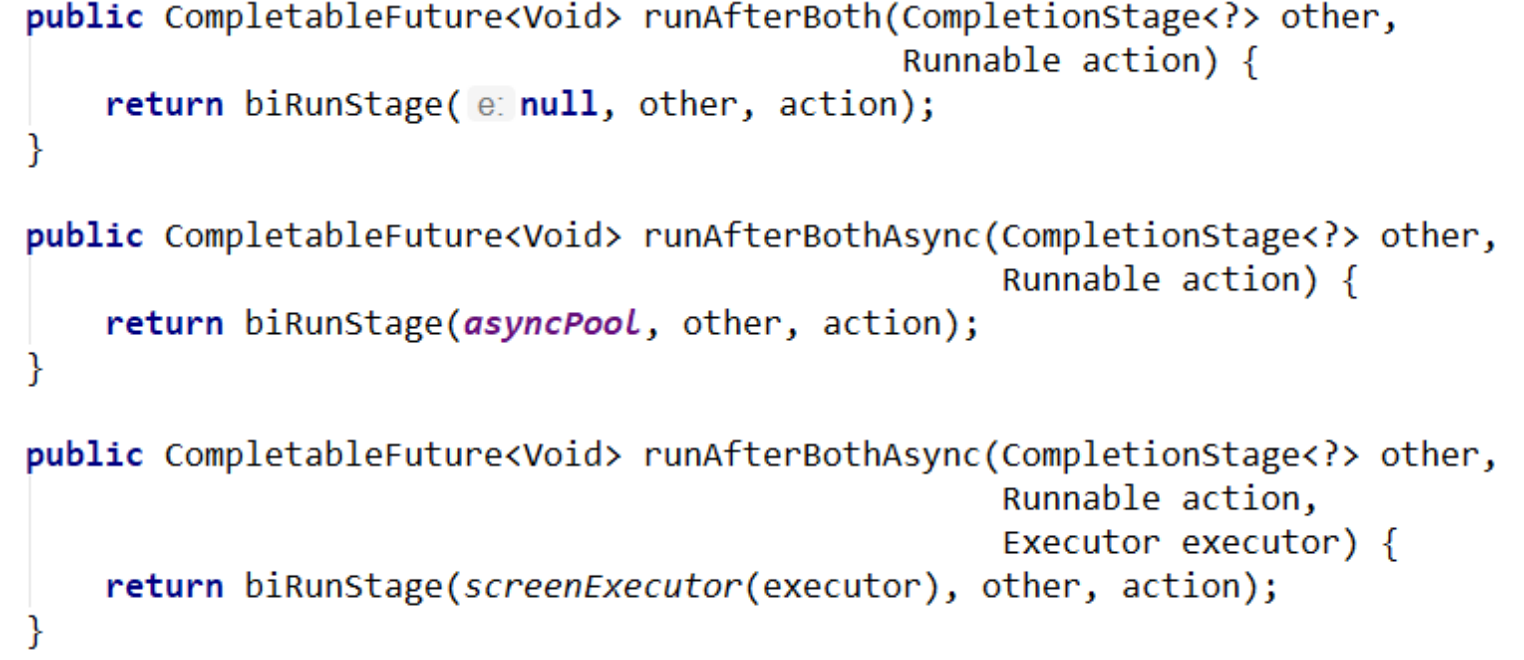 public CompletableFuture<Void> runAfterBoth(CompletionStage<?> other,
Runnable action) {
return biRunStage( e: null, other, action);
}
public CompletableFuture<Void> runAfterBothAsync(CompletionStage<?> other,
Runnable action) {
return biRunStage(asyncPool, other, action);
}
public CompletableFuture<Void> runAfterBothAsync(CompletionStage<?> other,
Runnable action,
Executor executor) {
return biRunStage(screenExecutor(executor), other, action);
}